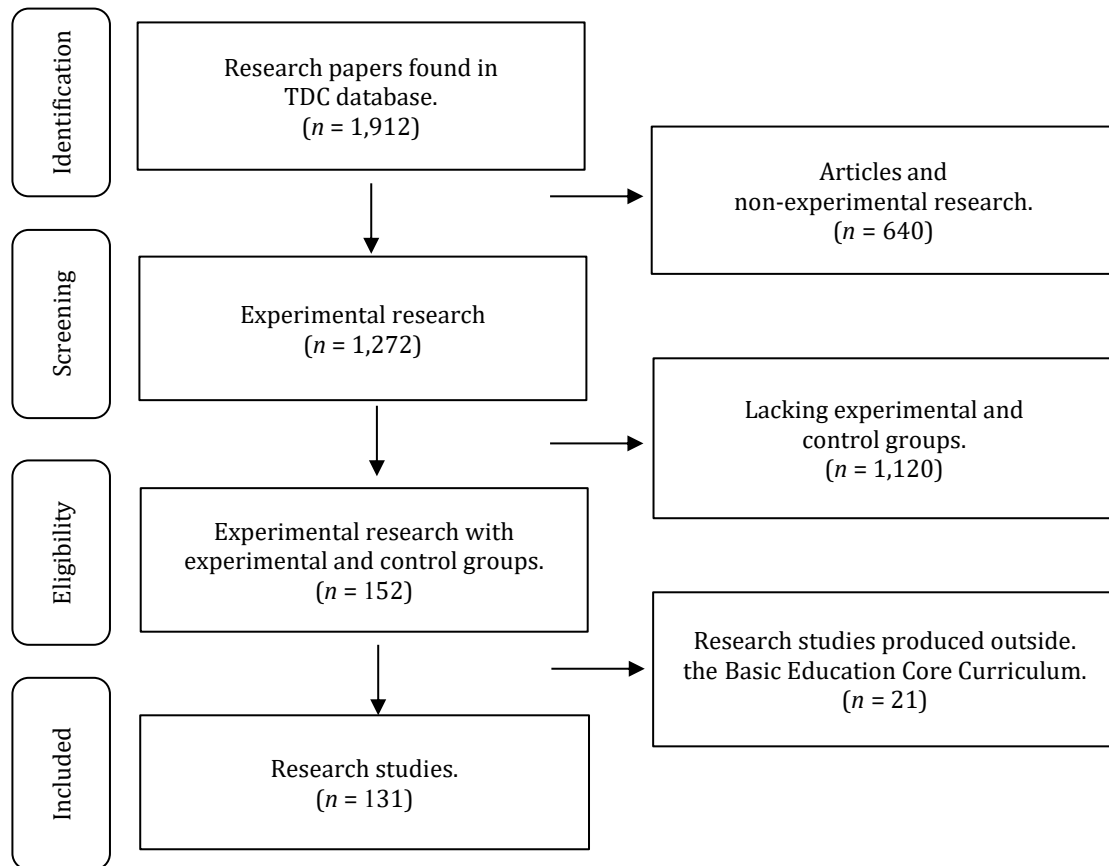 Identification
Research papers found in
TDC database.
(n = 1,912)
Articles and
non-experimental research.
(n = 640)
Screening
Experimental research
(n = 1,272)
Lacking experimental and
control groups.
(n = 1,120)
Eligibility
Experimental research with
experimental and control groups.
(n = 152)
Research studies produced outside.
the Basic Education Core Curriculum.
(n = 21)
Included
Research studies.
(n = 131)